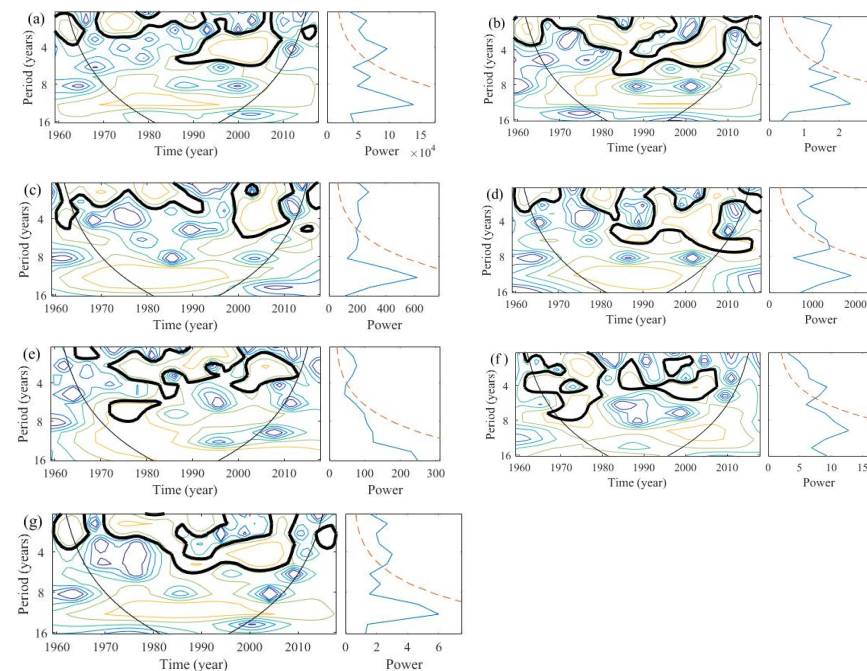 (a)
Period (years)
4
8
16
1960 1970 1980 1990 2000 2010
Time (year)
0 5 10 15
Power ×10⁴
(b)
Period (years)
4
8
16
1960 1970 1980 1990 2000 2010
Time (year)
0 1 2
Power
(c)
Period (years)
4
8
16
1960 1970 1980 1990 2000 2010
Time (year)
0 200 400 600
Power
(d)
Period (years)
4
8
16
1960 1970 1980 1990 2000 2010
Time (year)
0 1000 2000
Power
(e)
Period (years)
4
8
16
1960 1970 1980 1990 2000 2010
Time (year)
0 100 200 300
Power
(f)
Period (years)
4
8
16
1960 1970 1980 1990 2000 2010
Time (year)
0 5 10 15
Power
(g)
Period (years)
4
8
16
1960 1970 1980 1990 2000 2010
Time (year)
0 2 4 6
Power